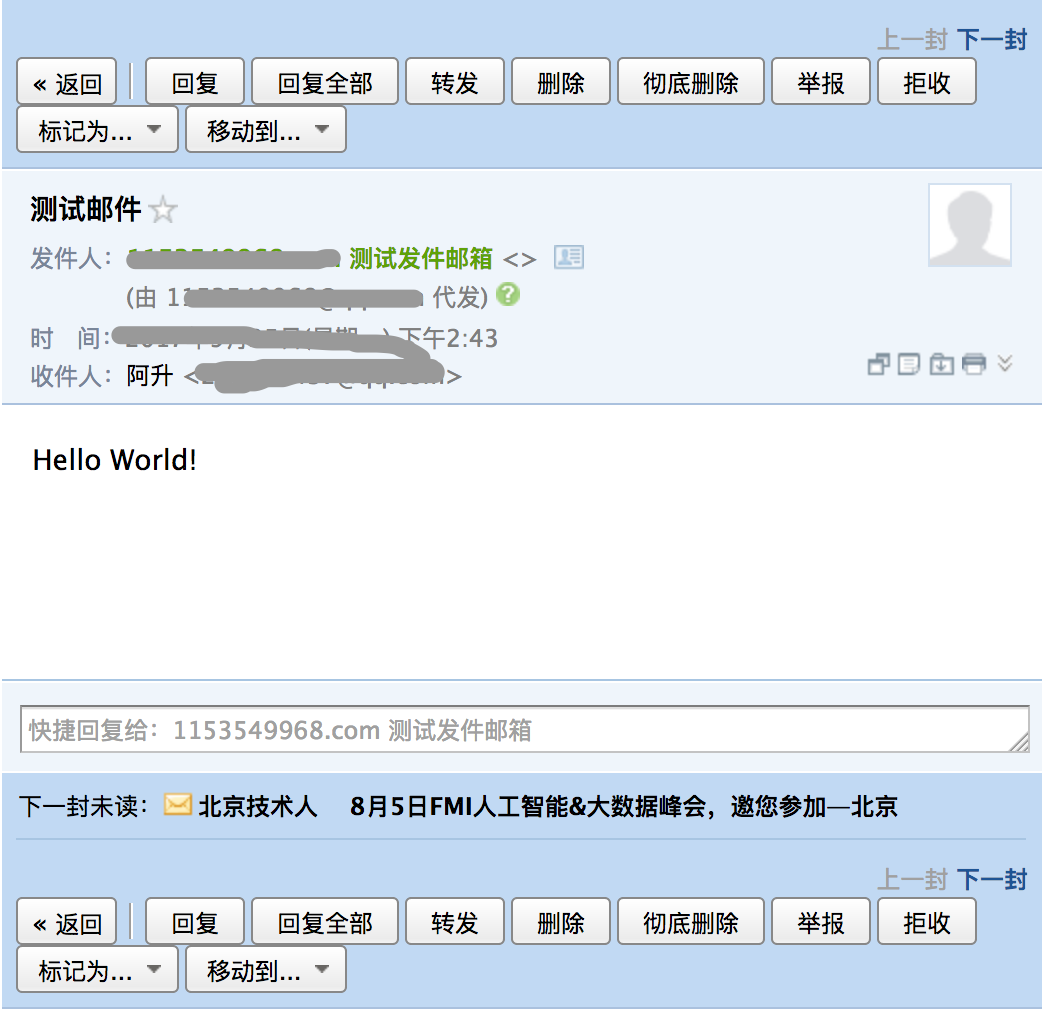 上一封 下一封
« 返回 回复 回复全部 转发 删除 彻底删除 举报 拒收
标记为... 移动到...
测试邮件
发件人： 测试发件邮箱 <>
(由 代发) ?
时 间： 下午2:43
收件人： 阿升 < >
Hello World!
快捷回复给：1153549968.com 测试发件邮箱
下一封未读： 北京技术人 8月5日FMI人工智能&大数据峰会，邀您参加—北京
上一封 下一封
« 返回 回复 回复全部 转发 删除 彻底删除 举报 拒收
标记为... 移动到...